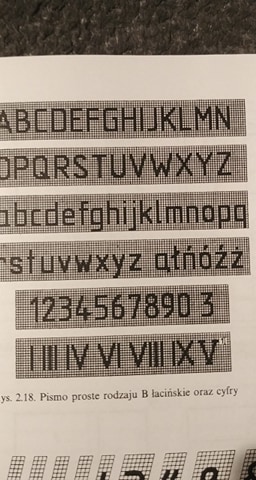 ABCDEFGHIJKLMN
OPQRSTUVWXYZ
abcdefghijklmnopq
rstuvwxyz ąłńóźż
1234567890 3
I III IV VI VIII IX V
ys. 2.18. Pismo proste rodzaju B łacińskie oraz cyfry